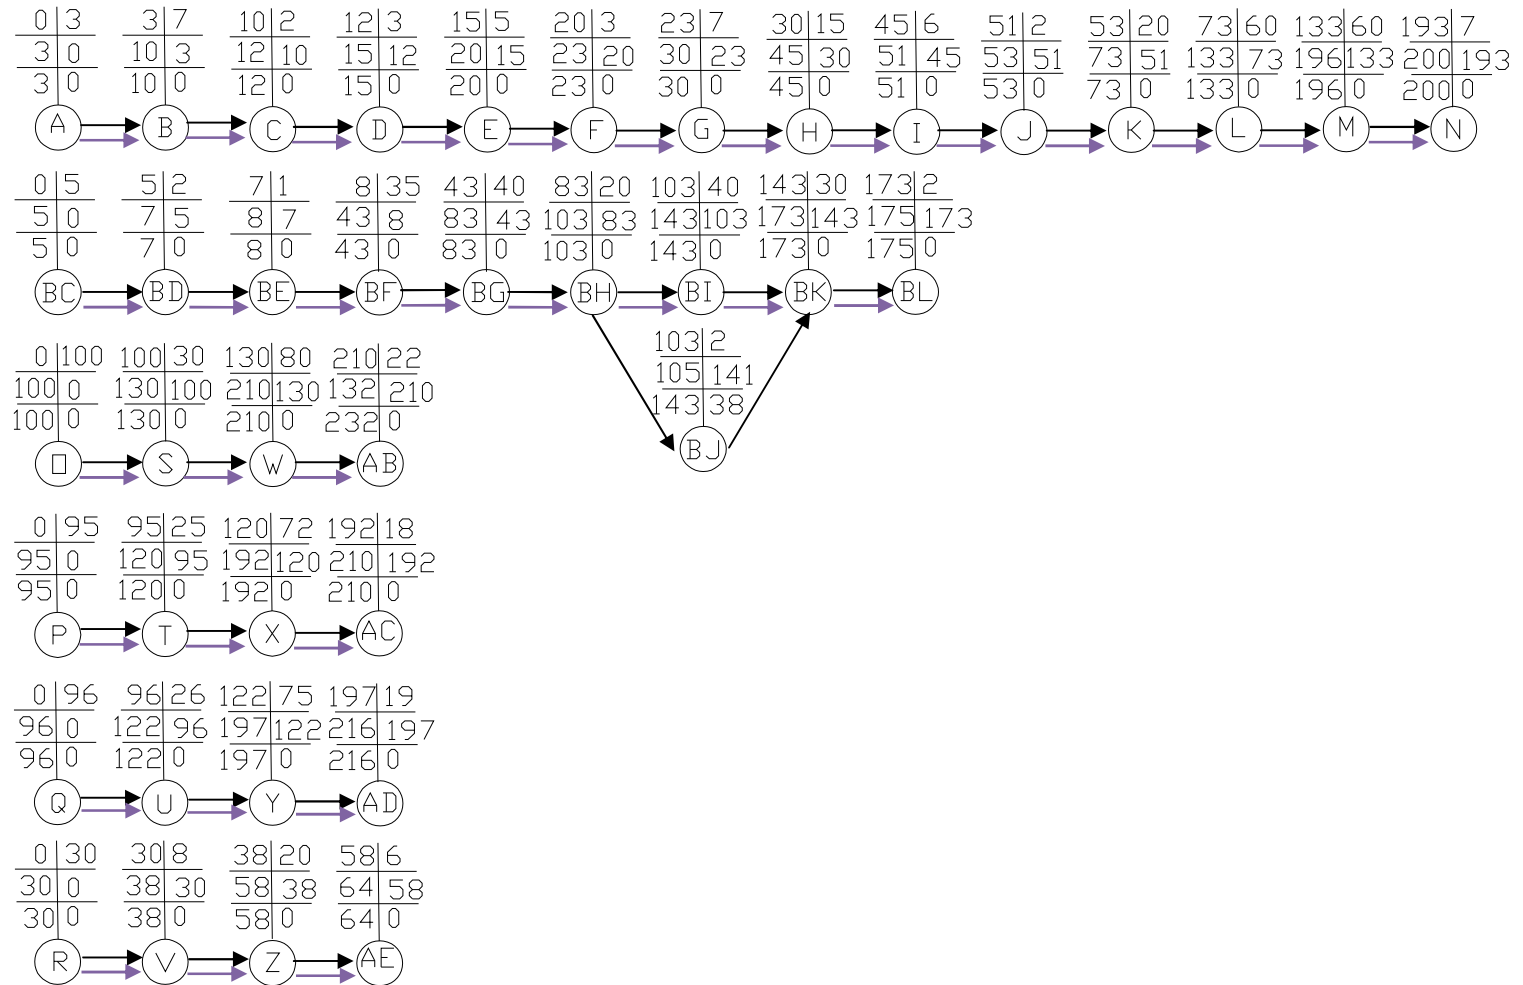 0 3 3 7 10 2 12 3 15 5 20 3 23 7 30 15 45 6 51 2 53 20 73 60 133 60 193 7
3 0 10 3 12 10 15 12 20 15 23 20 30 23 45 30 51 45 53 51 73 51 133 73 196 133 200 193
3 0 10 0 12 0 15 0 20 0 23 0 30 0 45 0 51 0 53 0 73 0 133 0 196 0 200 0
A B C D E F G H I J K L M N
0 5 5 2 7 1 8 35 43 40 83 20 103 40 143 30 173 2
5 0 7 5 8 7 43 8 83 43 103 83 143 103 173 143 175 173
5 0 7 0 8 0 43 0 83 0 103 0 143 0 173 0 175 0
BC BD BE BF BG BH BI BK BL
103 2
105 141
143 38
BJ
0 100 100 30 130 80 210 22
100 0 130 100 210 130 132 210
100 0 130 0 210 0 232 0
O S W AB
0 95 95 25 120 72 192 18
95 0 120 95 192 120 210 192
95 0 120 0 192 0 210 0
P T X AC
0 96 96 26 122 75 197 19
96 0 122 96 197 122 216 197
96 0 122 0 197 0 216 0
Q U Y AD
0 30 30 8 38 20 58 6
30 0 38 30 58 38 64 58
30 0 38 0 58 0 64 0
R V Z AE